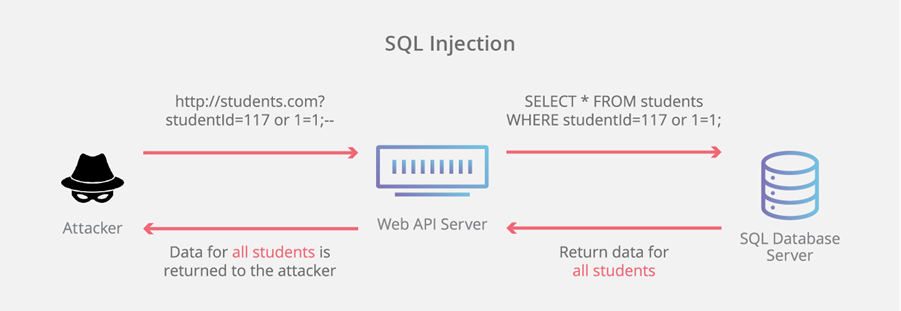 SQL Injection
http://students.com?
studentId=117 or 1=1;--
SELECT * FROM students
WHERE studentId=117 or 1=1;
Attacker
Web API Server
SQL Database
Server
Data for all students is
returned to the attacker
Return data for
all students